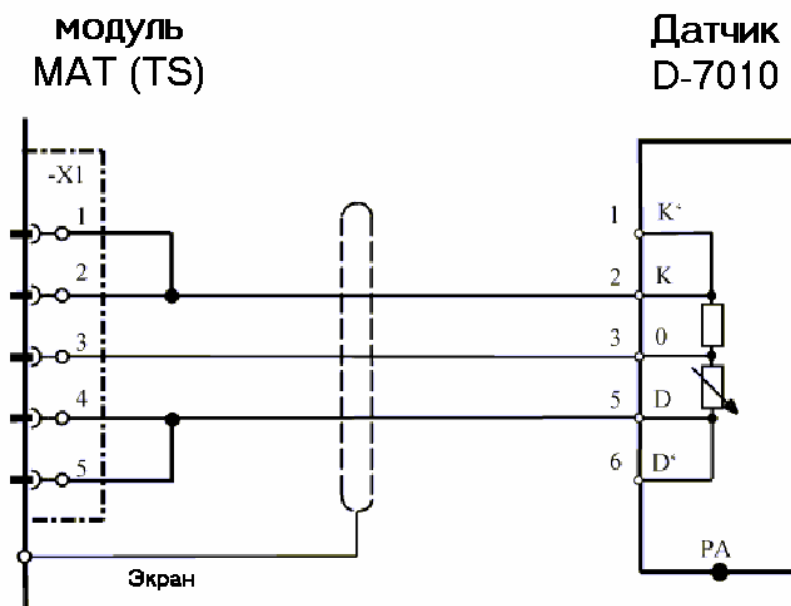 модуль
МАТ (TS)
Датчик
D-7010
-X1
1
2
3
4
5
1 K'
2 K
3 0
5 D
6 D'
PA
Экран